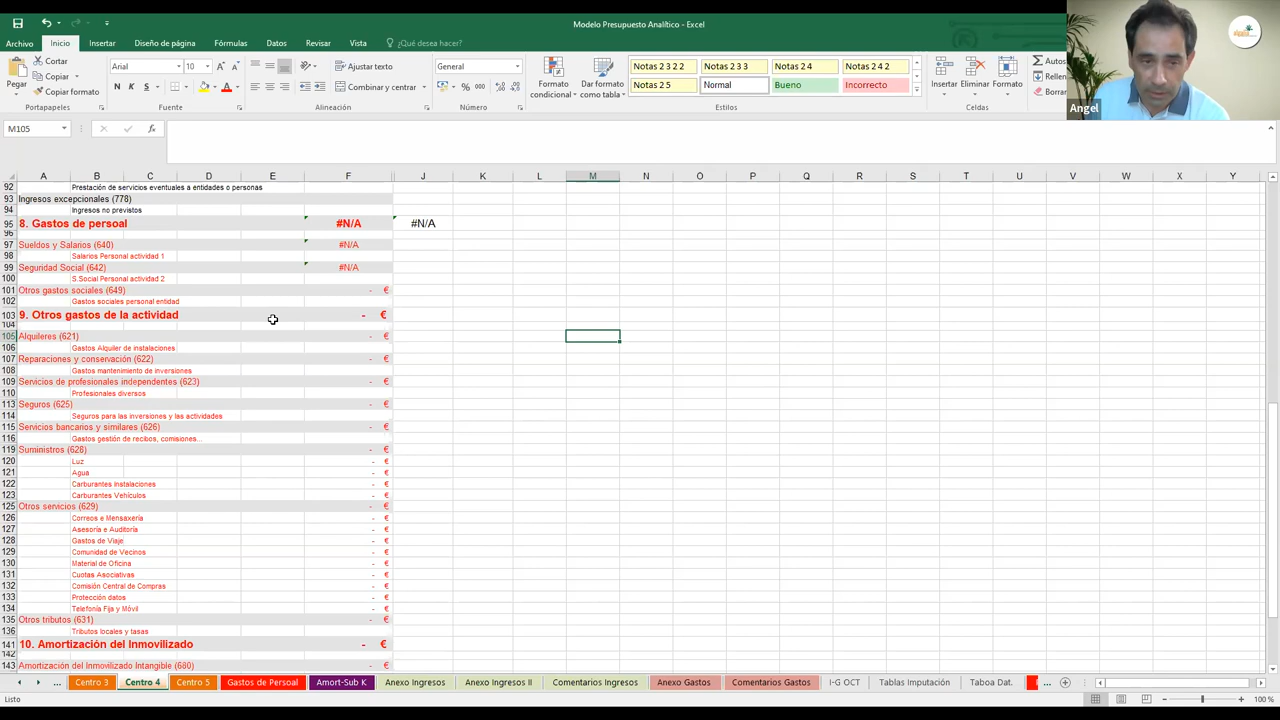 Modelo Presupuesto Analítico - Excel
Archivo Inicio Insertar Diseño de página Fórmulas Datos Revisar Vista ¿Qué desea hacer?
Cortar
Copiar
Copiar formato
Pegar
Portapapeles
Arial 10
N K S
Fuente
Ajustar texto
Combinar y centrar
Alineación
General
% 000
Número
Formato condicional
Dar formato como tabla
Notas 2 3 2 2 Notas 2 3 3 Notas 2 4 Notas 2 4 2
Notas 2 5 Normal Bueno Incorrecto
Estilos
Insertar Eliminar Formato
Celdas
Autos
Rellen
Borra
Angel
M105
fx
A B C D E F J K L M N O P Q R S T U V W X Y
92 Prestación de servicios eventuales a entidades o personas
93 Ingresos excepcionales (778)
94 Ingresos no previstos
95 8. Gastos de persoal #N/A #N/A
96
97 Sueldos y Salarios (640) #N/A
98 Salarios Personal actividad 1
99 Seguridad Social (642) #N/A
100 S.Social Personal actividad 2
101 Otros gastos sociales (649) - €
102 Gastos sociales personal entidad
103 9. Otros gastos de la actividad - €
104
105 Alquileres (621) - €
106 Gastos Alquiler de instalaciones
107 Reparaciones y conservación (622) - €
108 Gastos mantenimiento de inversiones
109 Servicios de profesionales independientes (623) - €
110 Profesionales diversos
113 Seguros (625) - €
114 Seguros para las inversiones y las actividades
115 Servicios bancarios y similares (626) - €
116 Gastos gestión de recibos, comisiones...
119 Suministros (628) - €
120 Luz - €
121 Agua - €
122 Carburantes Instalaciones - €
123 Carburantes Vehículos - €
125 Otros servicios (629) - €
126 Correos e Mensaxería - €
127 Asesoría e Auditoría - €
128 Gastos de Viaje - €
129 Comunidad de Vecinos - €
130 Material de Oficina - €
131 Cuotas Asociativas - €
132 Comisión Central de Compras - €
133 Protección datos - €
134 Telefonía Fija y Móvil - €
135 Otros tributos (631) - €
136 Tributos locales y tasas
141 10. Amortización del Inmovilizado - €
142
143 Amortización del Inmovilizado Intangible (680) - €
... Centro 3 Centro 4 Centro 5 Gastos de Persoal Amort-Sub K Anexo Ingresos Anexo Ingresos II Comentarios Ingresos Anexo Gastos Comentarios Gastos I-G OCT Tablas Imputación Taboa Dat. ...
Listo
100 %